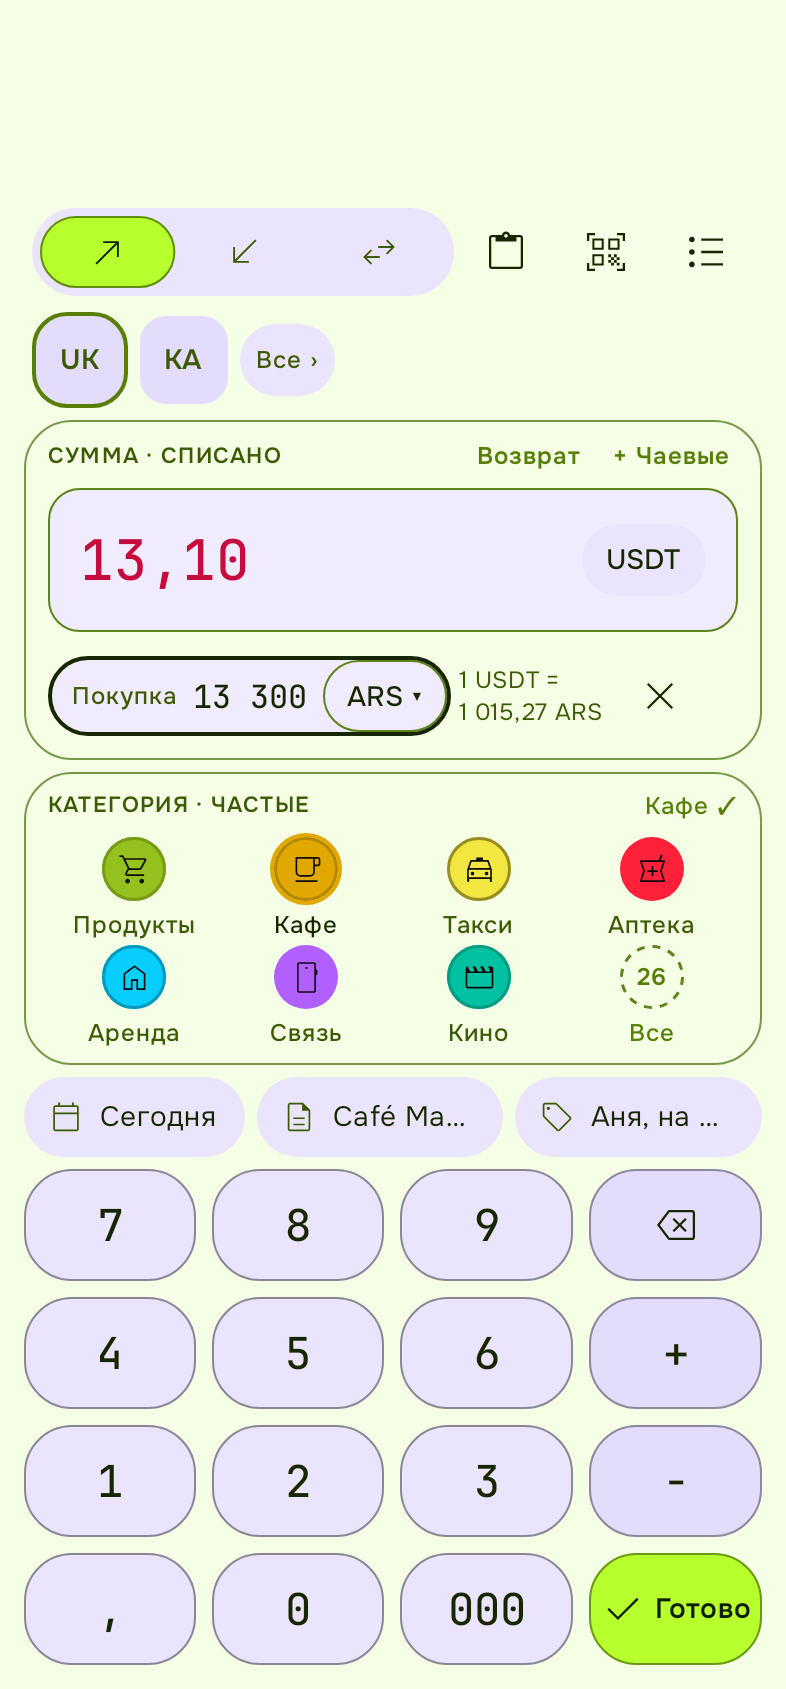 UK KA Все ›
СУММА · СПИСАНО Возврат + Чаевые
13,10 USDT
Покупка 13 300 ARS ▾
1 USDT =
1 015,27 ARS
КАТЕГОРИЯ · ЧАСТЫЕ Кафе ✓
Продукты Кафе Такси Аптека
26
Аренда Связь Кино Все
Сегодня Café Ma... Аня, на ...
7 8 9
4 5 6 +
1 2 3 -
, 0 000 Готово